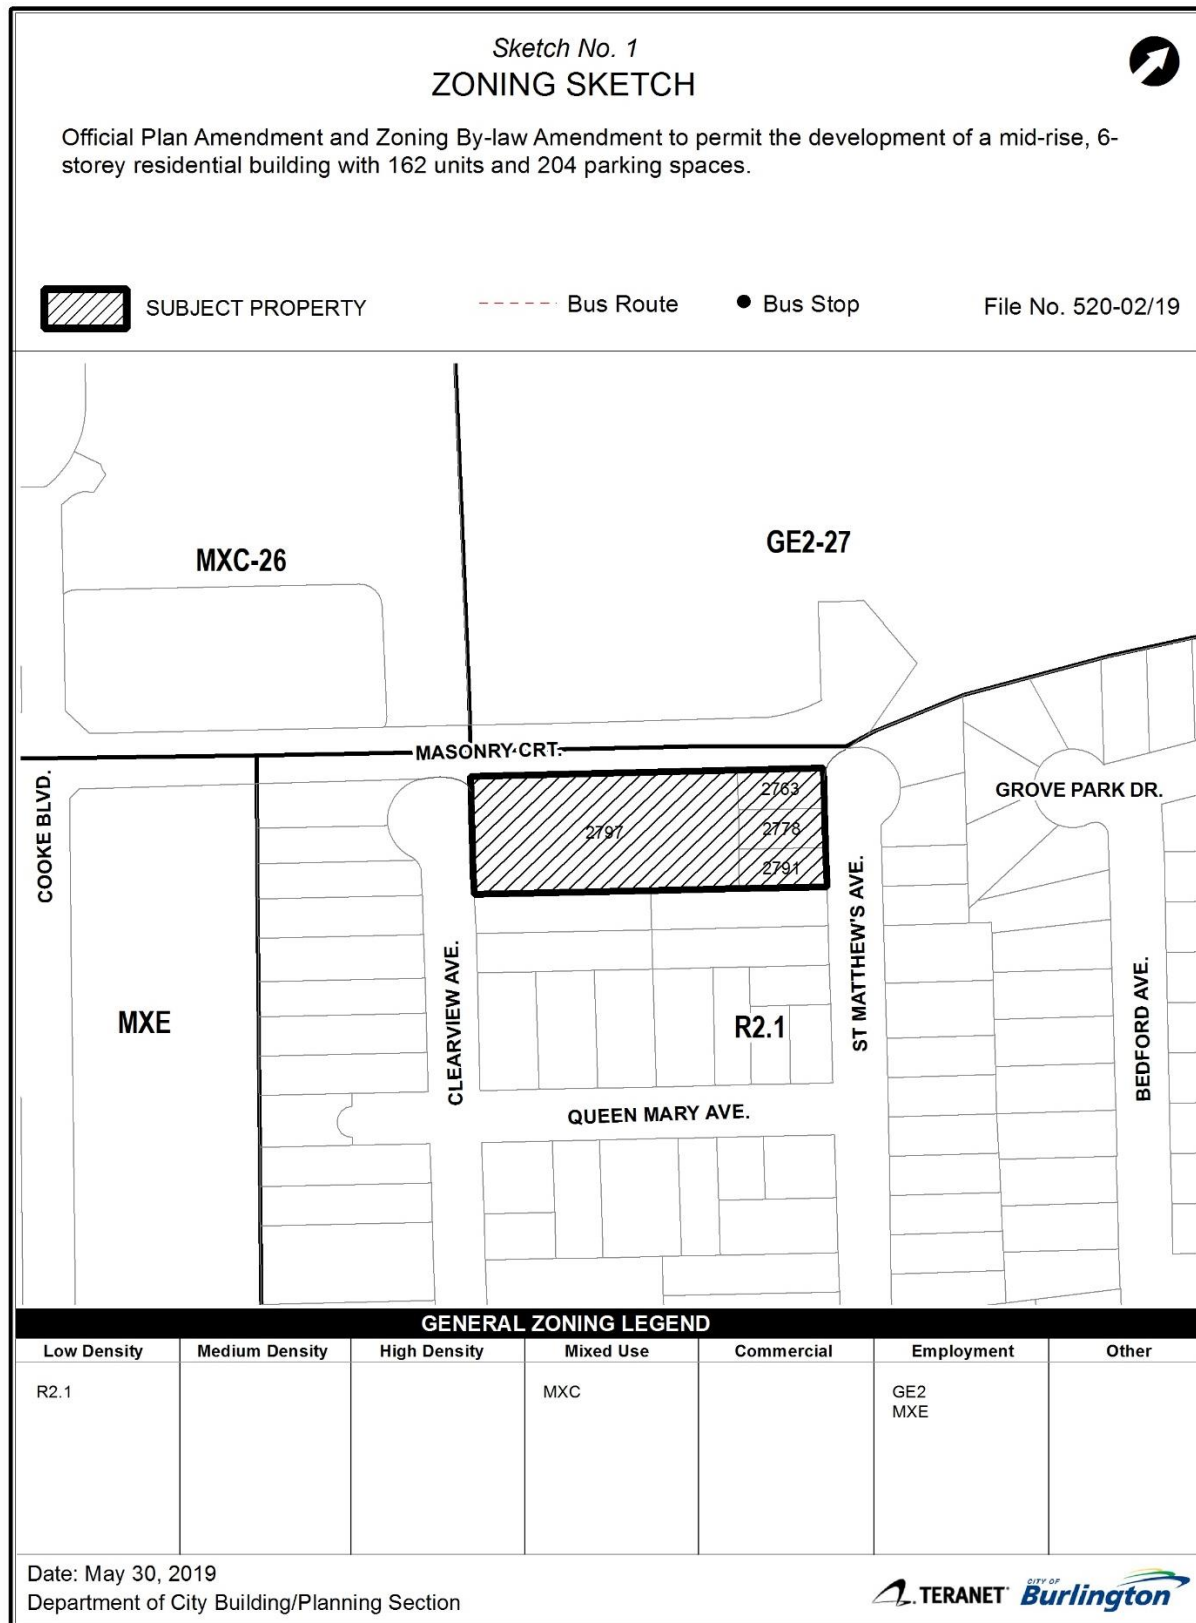 Sketch No. 1
ZONING SKETCH
Official Plan Amendment and Zoning By-law Amendment to permit the development of a mid-rise, 6-
storey residential building with 162 units and 204 parking spaces.
SUBJECT PROPERTY
Bus Route
Bus Stop
File No. 520-02/19
MXC-26
GE2-27
MASONRY CRT.
COOKE BLVD.
2763
2797
2778
2791
GROVE PARK DR.
CLEARVIEW AVE.
ST MATTHEW'S AVE.
BEDFORD AVE.
MXE
R2.1
QUEEN MARY AVE.
GENERAL ZONING LEGEND
Low Density Medium Density High Density Mixed Use Commercial Employment Other
R2.1 MXC GE2
MXE
Date: May 30, 2019
Department of City Building/Planning Section
TERANET
CITY OF
Burlington